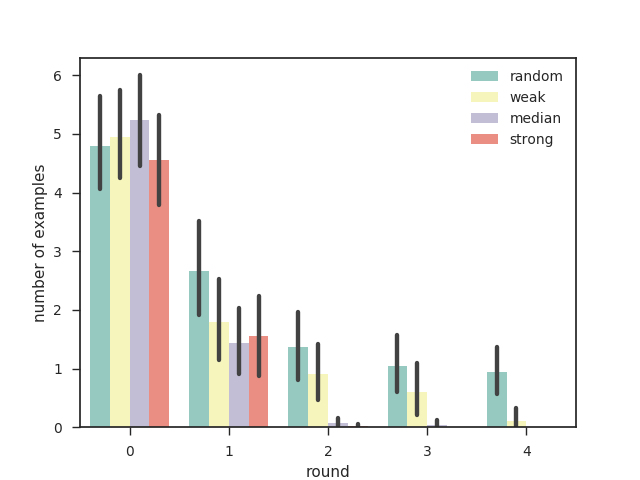 6
5
4
3
2
1
0
number of examples
random
weak
median
strong
0 1 2 3 4
round